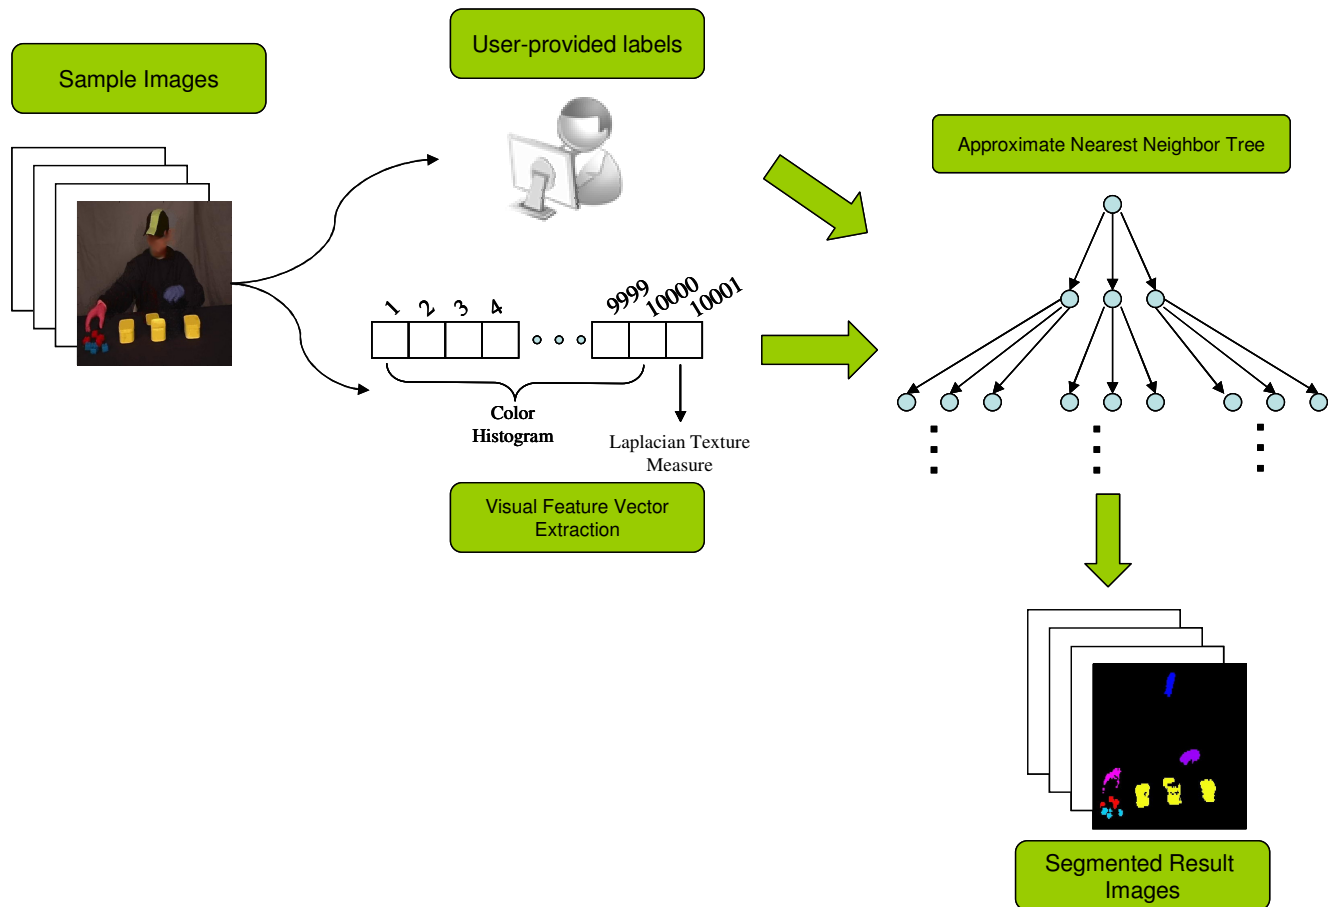 User-provided labels
Sample Images
Approximate Nearest Neighbor Tree
1 2 3 4 9999 10000 10001
Color
Histogram
Laplacian Texture
Measure
Visual Feature Vector
Extraction
Segmented Result
Images